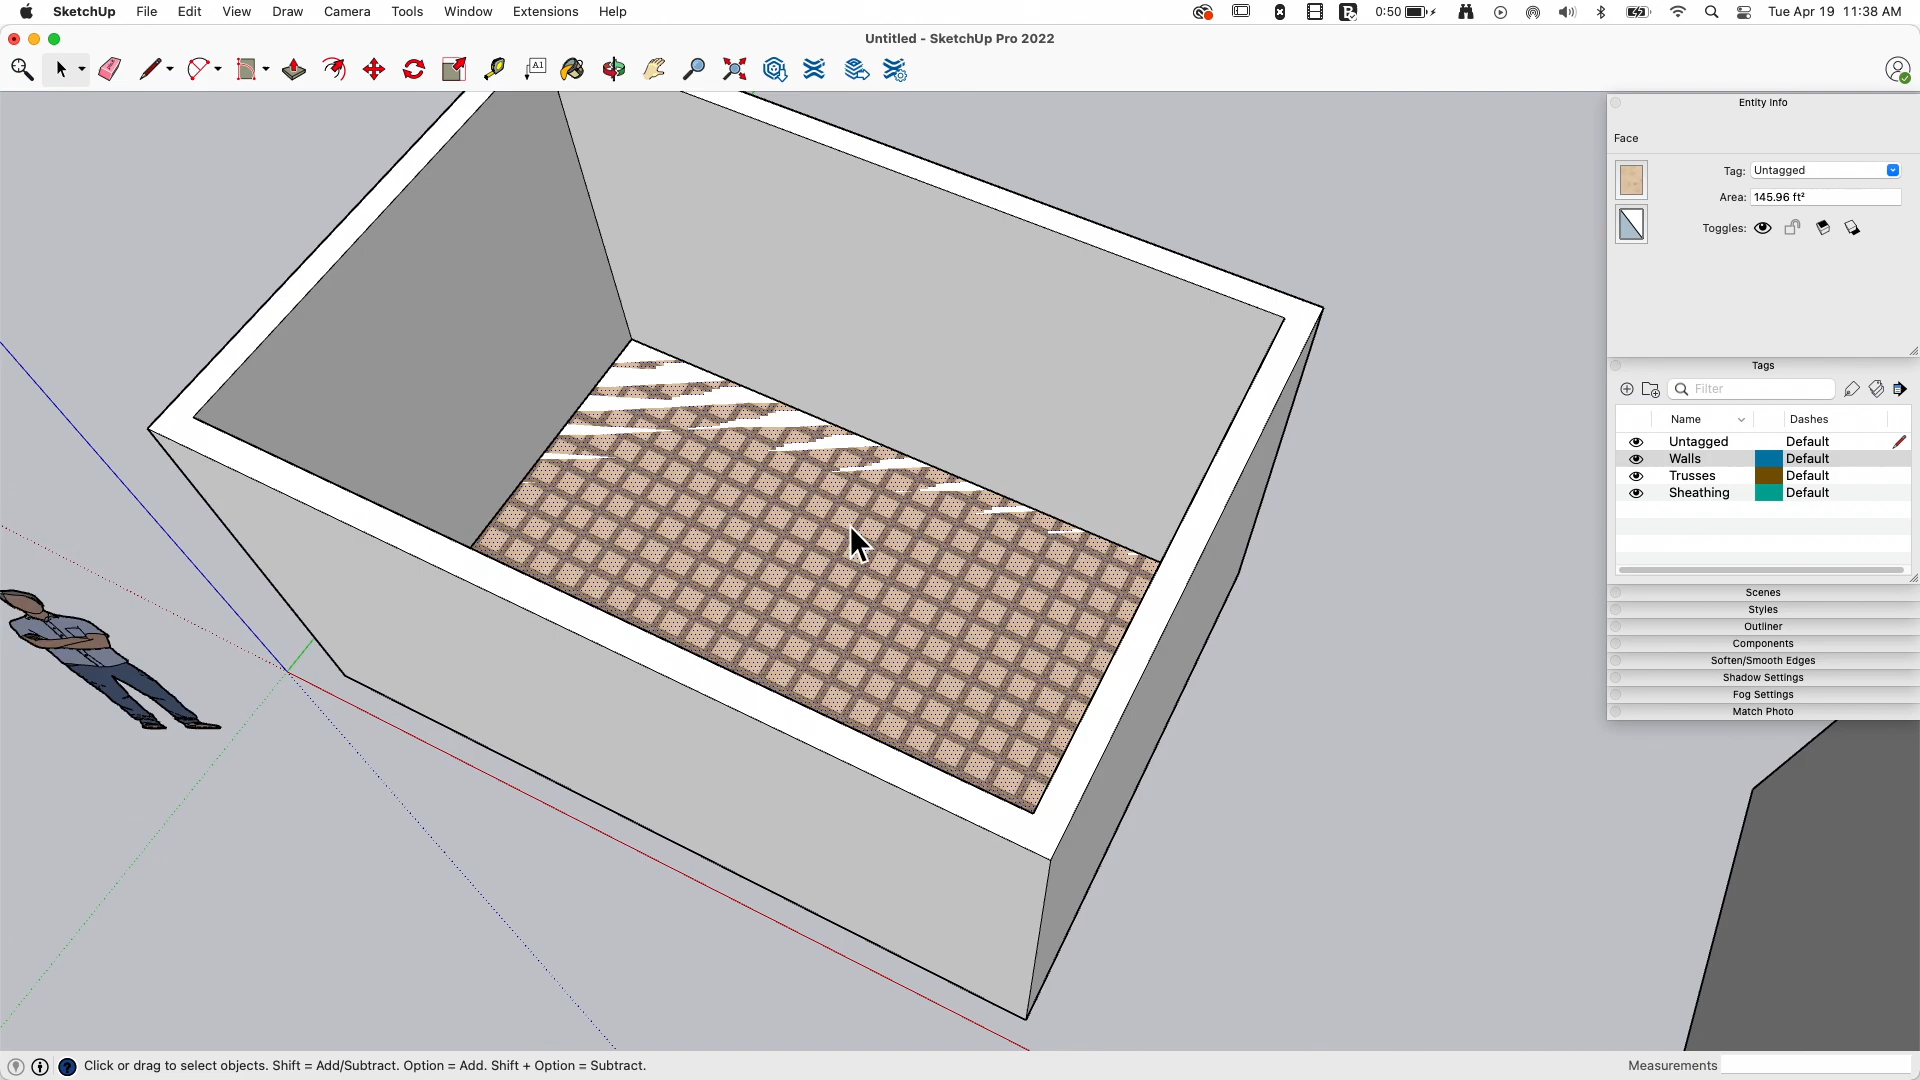 SketchUp File Edit View Draw Camera Tools Window Extensions Help 0:50 Tue Apr 19 11:38 AM
Untitled - SketchUp Pro 2022
A1
Entity Info
Face
Tag: Untagged
Area: 145.96 ft²
Toggles:
Tags
Filter
Name Dashes
Untagged Default
Walls Default
Trusses Default
Sheathing Default
Scenes
Styles
Outliner
Components
Soften/Smooth Edges
Shadow Settings
Fog Settings
Match Photo
Click or drag to select objects. Shift = Add/Subtract. Option = Add. Shift + Option = Subtract. Measurements